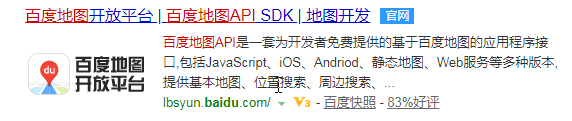 百度地图开放平台 | 百度地图API SDK | 地图开发 官网
du
百度地图
开放平台
百度地图API是一套为开发者免费提供的基于百度地图的应用程序接
口,包括JavaScript、iOS、Andriod、静态地图、Web服务等多种版本,
提供基本地图、位置搜索、周边搜索、...
lbsyun.baidu.com/ V3 - 百度快照 - 83%好评